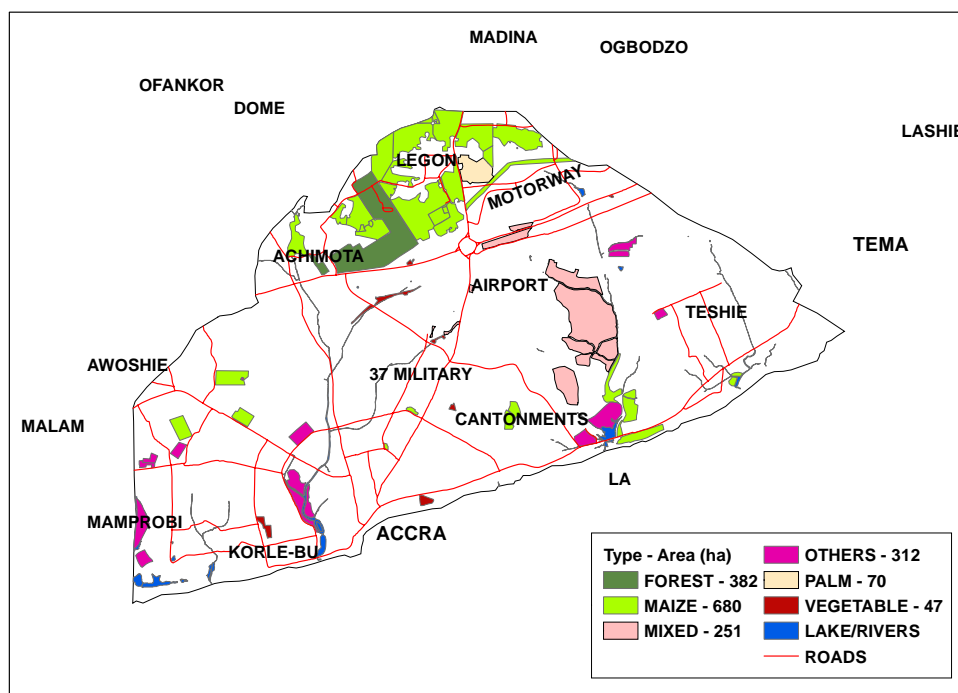 MADINA
OGBODZO
OFANKOR
DOME
LASHIE
LEGON
MOTORWAY
TEMA
ACHIMOTA
AIRPORT
TESHIE
AWOSHIE
37 MILITARY
CANTONMENTS
MALAM
LA
MAMPROBI
ACCRA
KORLE-BU
Type - Area (ha)
FOREST - 382
MAIZE - 680
MIXED - 251
OTHERS - 312
PALM - 70
VEGETABLE - 47
LAKE/RIVERS
ROADS